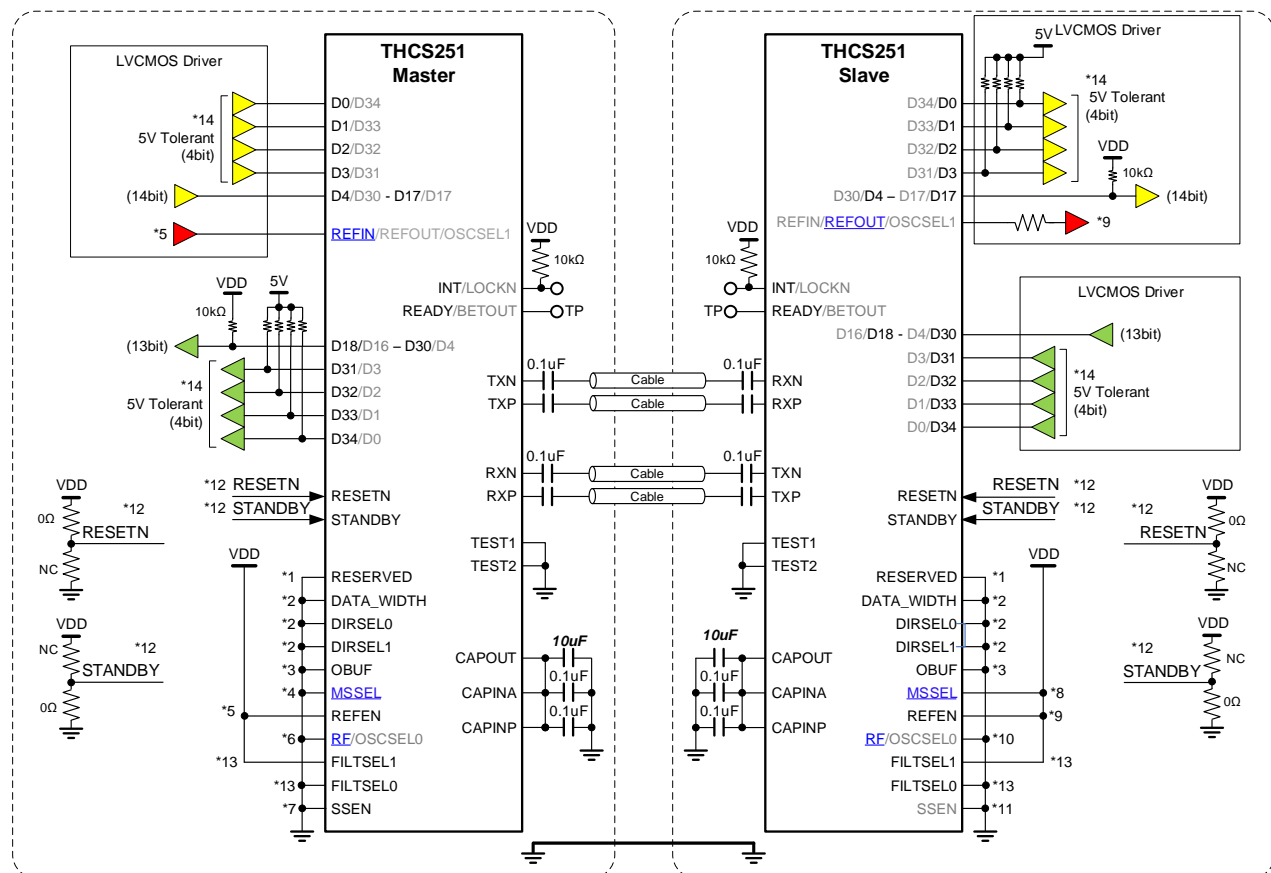 LVCMOS Driver
*14
5V Tolerant
(4bit)
(14bit)
*5
THCS251
Master
D0/D34
D1/D33
D2/D32
D3/D31
D4/D30 - D17/D17
REFIN/REFOUT/OSCSEL1
VDD
10kΩ
INT/LOCKN
READY/BETOUT
TP
VDD
5V
10kΩ
(13bit)
*14
5V Tolerant
(4bit)
D18/D16 – D30/D4
D31/D3
D32/D2
D33/D1
D34/D0
TXN
TXP
RXN
RXP
0.1uF
Cable
0.1uF
Cable
0.1uF
Cable
0.1uF
Cable
*12 RESETN
*12 STANDBY
RESETN
STANDBY
VDD
0Ω
*12
RESETN
NC
VDD
NC
*12
STANDBY
0Ω
TEST1
TEST2
VDD
*1 RESERVED
*2 DATA_WIDTH
*2 DIRSEL0
*2 DIRSEL1
*3 OBUF
*4 MSSEL
*5 REFEN
*6 RF/OSCSEL0
*13 FILTSEL1
*13 FILTSEL0
*7 SSEN
CAPOUT
CAPINA
CAPINP
10uF
0.1uF
0.1uF
THCS251
Slave
LVCMOS Driver
5V
*14
5V Tolerant
(4bit)
VDD
10kΩ
(14bit)
*9
D34/D0
D33/D1
D32/D2
D31/D3
D30/D4 – D17/D17
REFIN/REFOUT/OSCSEL1
VDD
10kΩ
INT/LOCKN
TP
READY/BETOUT
D16/D18 - D4/D30
D3/D31
D2/D32
D1/D33
D0/D34
LVCMOS Driver
(13bit)
*14
5V Tolerant
(4bit)
RXN
RXP
TXN
TXP
RESETN
STANDBY
RESETN *12
STANDBY *12
VDD
0Ω
*12
RESETN
NC
VDD
NC
*12
STANDBY
0Ω
TEST1
TEST2
VDD
RESERVED *1
DATA_WIDTH *2
DIRSEL0 *2
DIRSEL1 *2
OBUF *3
MSSEL *8
REFEN *9
RF/OSCSEL0 *10
FILTSEL1 *13
FILTSEL0 *13
SSEN *11
10uF
0.1uF
0.1uF
CAPOUT
CAPINA
CAPINP